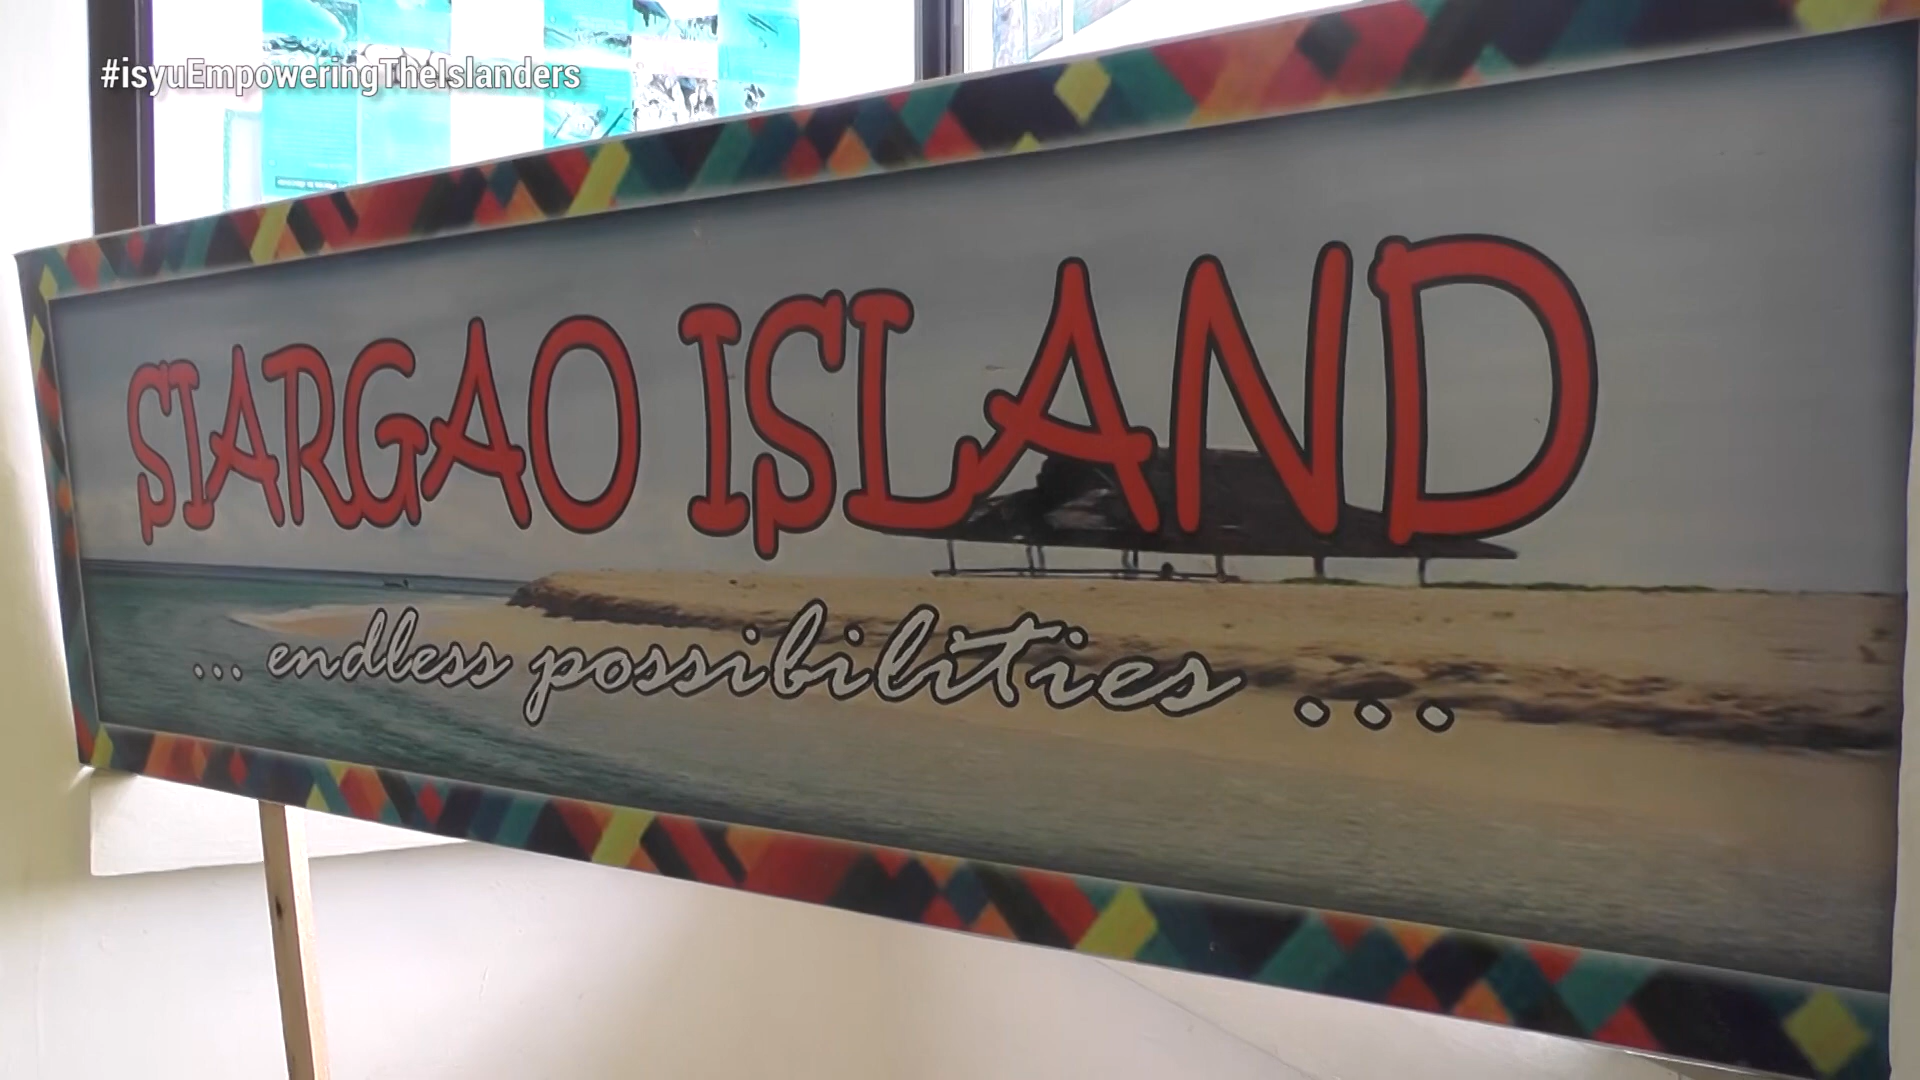 #isyuEmpoweringTheIslanders
SIARGAO ISLAND
... endless possibilities ...